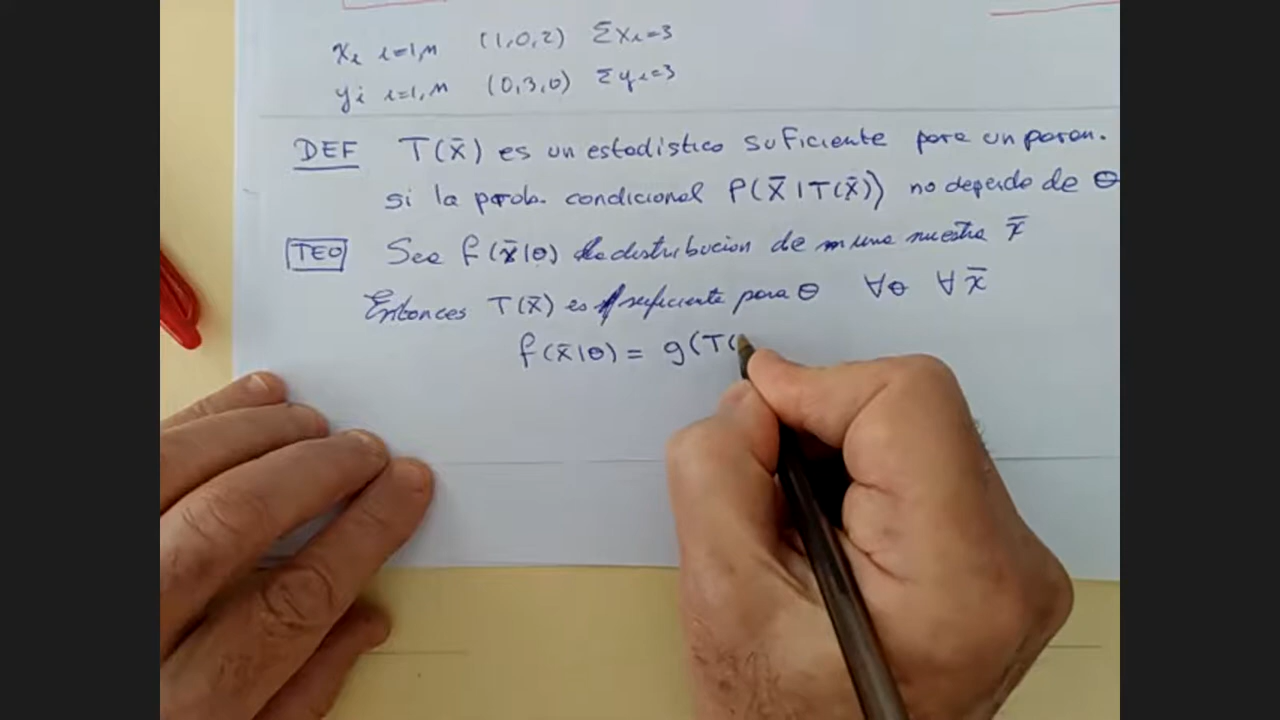 xi i=1,n (1,0,2) Σxi=3
yi i=1,n (0,3,0) Σyi=3
DEF T(x̄) es un estadístico suficiente para un param.
si la prob. condicional P(X̄|T(x̄)) no depende de θ
TEO Sea f(x̄|θ) la distribucion de una muestra x̄
Entonces T(x̄) es suficiente para θ ∀θ ∀x̄
f(x̄|θ) = g(T(